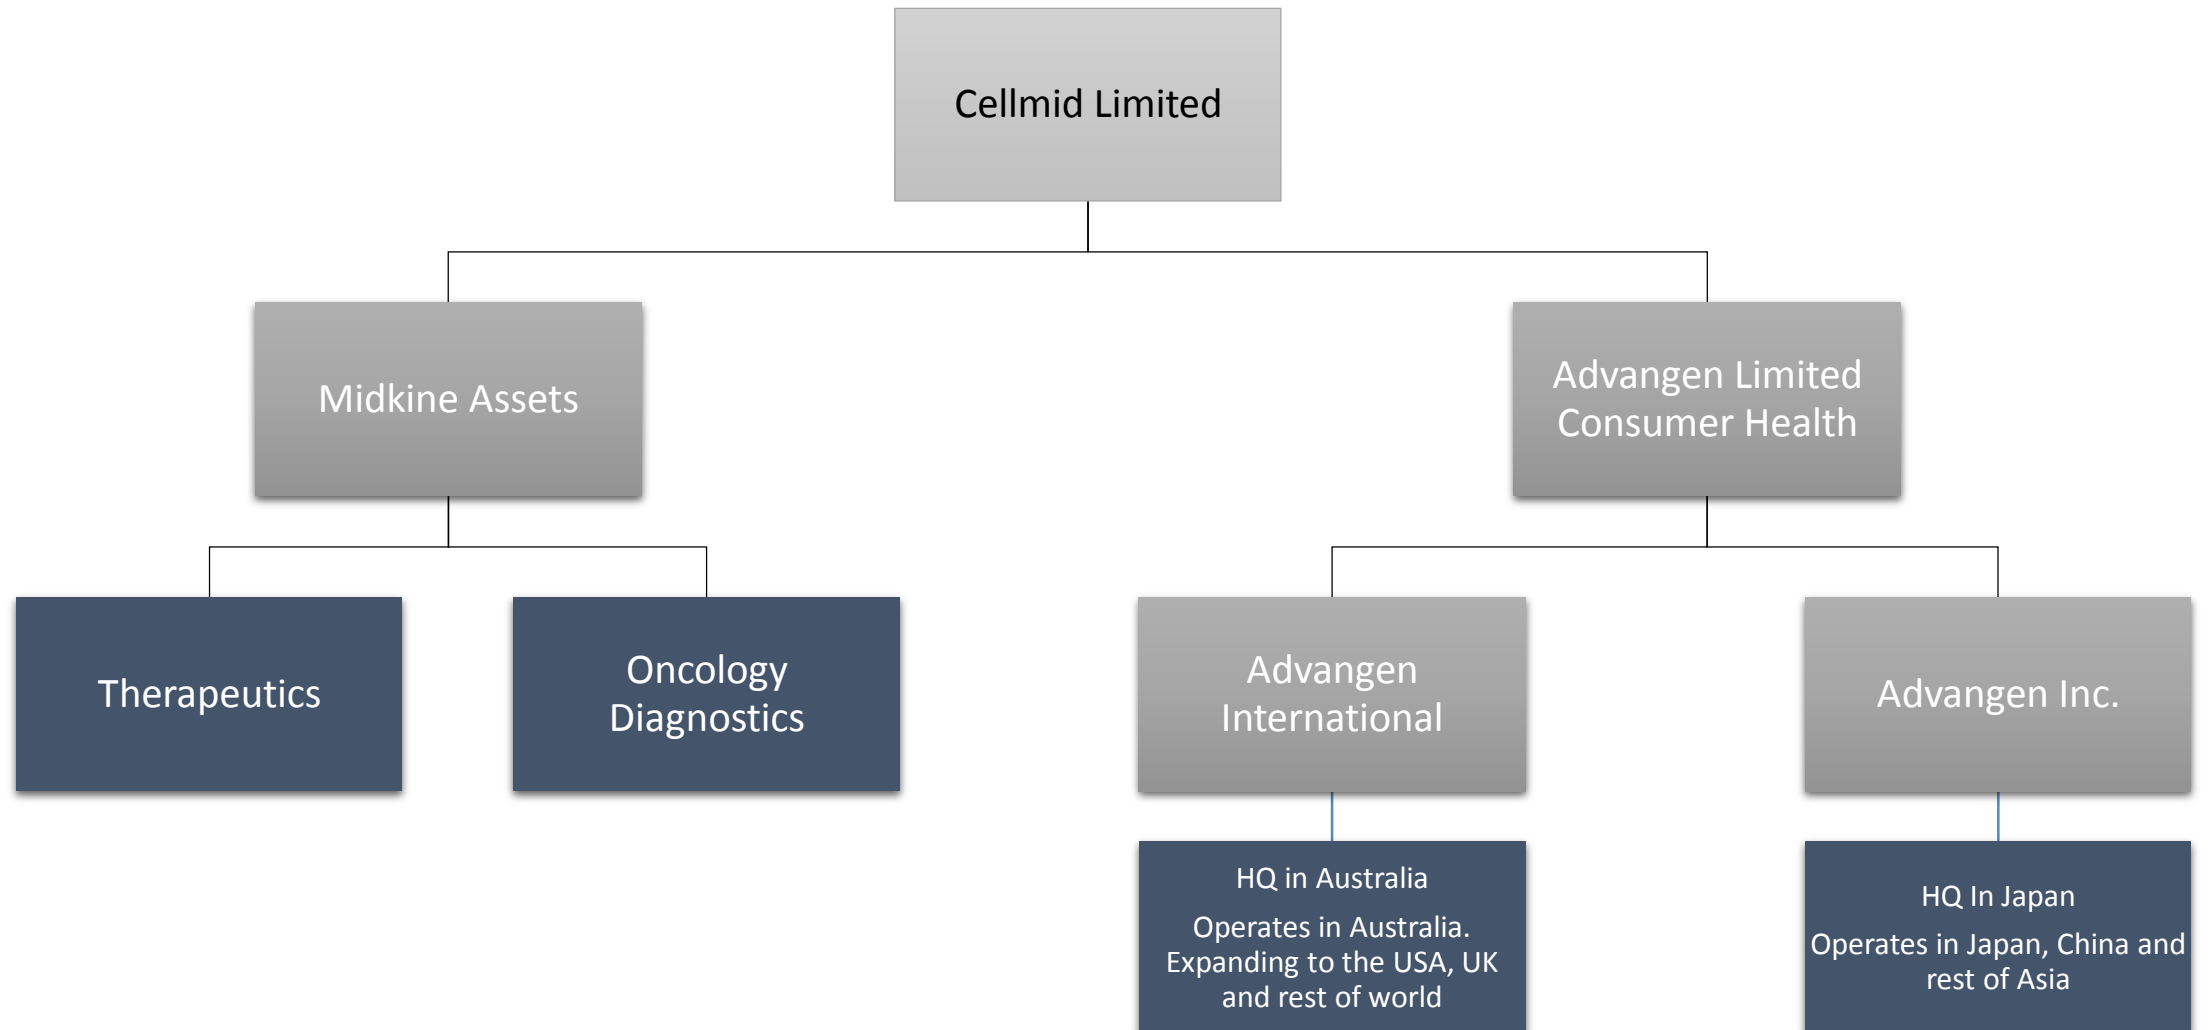 Cellmid Limited
Midkine Assets
Advangen Limited
Consumer Health
Therapeutics
Oncology
Diagnostics
Advangen
International
Advangen Inc.
HQ in Australia
Operates in Australia.
Expanding to the USA, UK
and rest of world
HQ In Japan
Operates in Japan, China and
rest of Asia